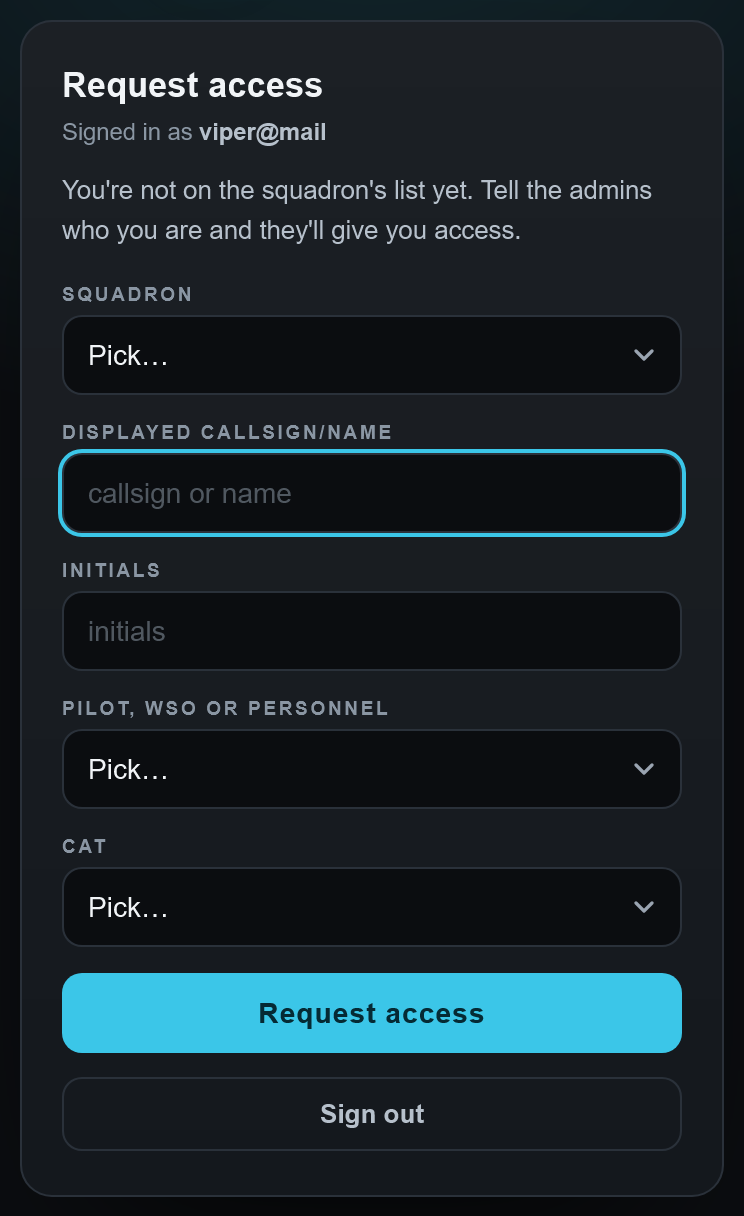 Request access
Signed in as viper@mail
You're not on the squadron's list yet. Tell the admins
who you are and they'll give you access.
SQUADRON
Pick…
DISPLAYED CALLSIGN/NAME
callsign or name
INITIALS
initials
PILOT, WSO OR PERSONNEL
Pick…
CAT
Pick…
Request access
Sign out